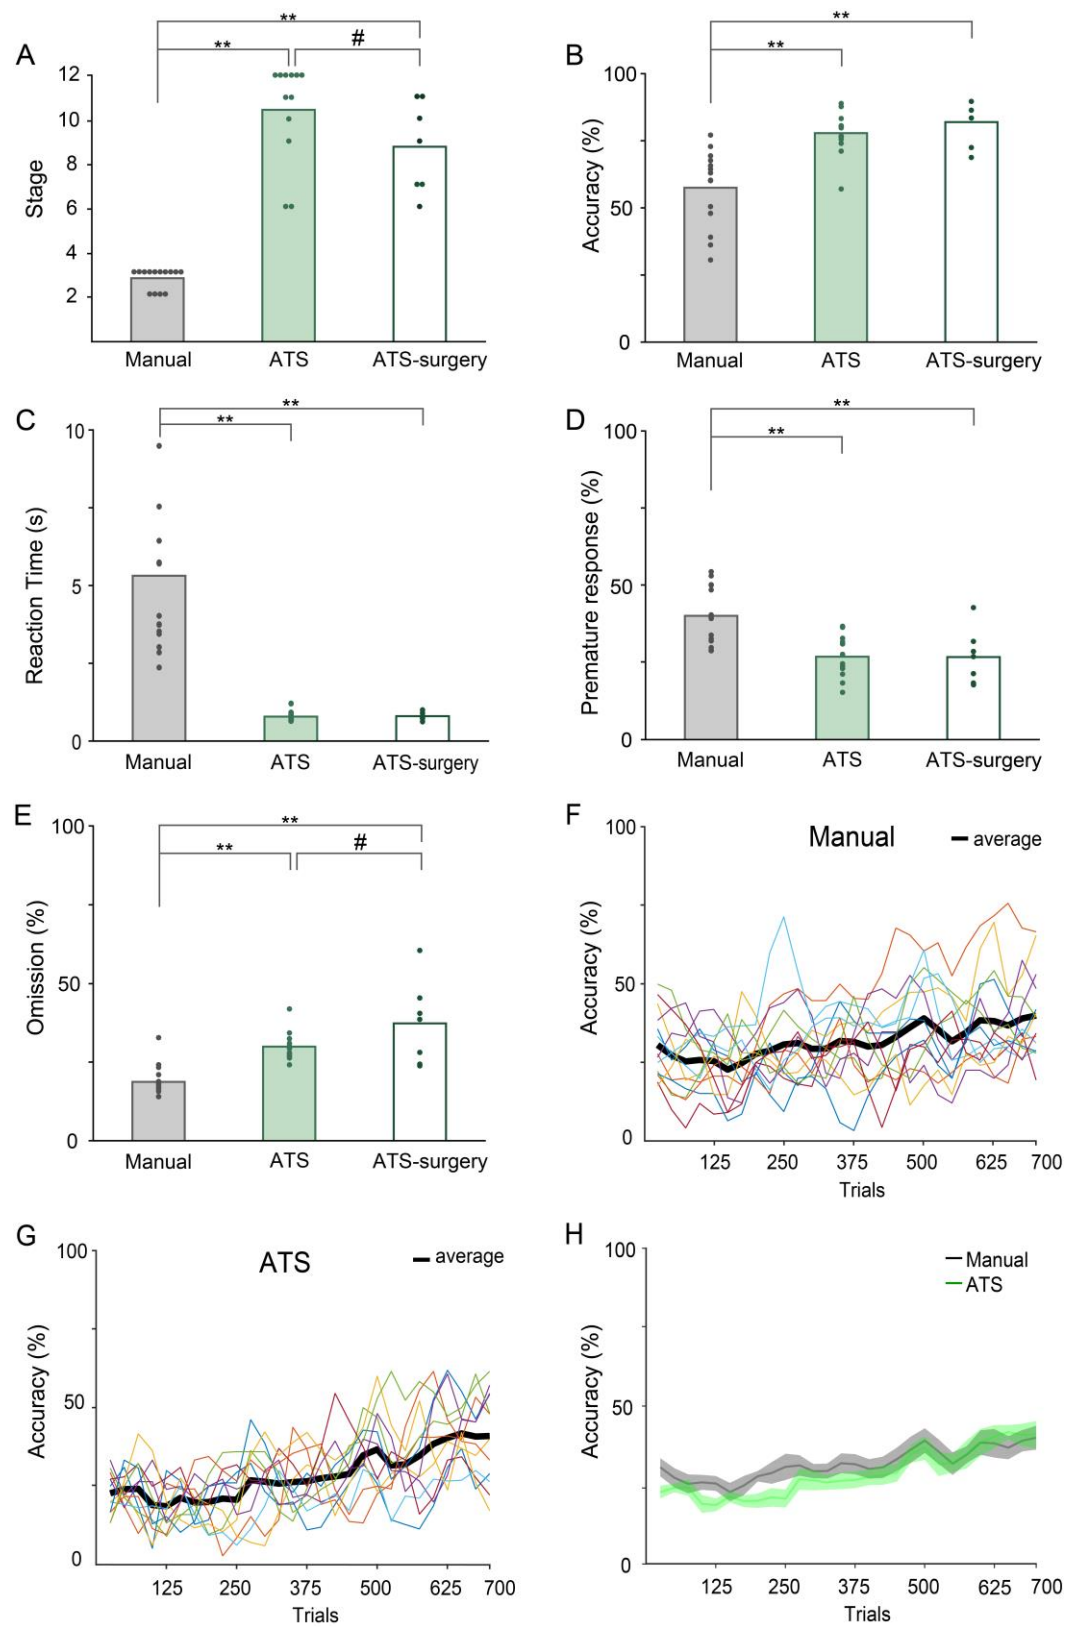 A
**
**
#
Stage
12
10
8
6
4
2
Manual
ATS
ATS-surgery
B
**
**
Accuracy (%)
100
50
0
Manual
ATS
ATS-surgery
C
**
**
Reaction Time (s)
10
5
0
Manual
ATS
ATS-surgery
D
**
**
Premature response (%)
100
50
0
Manual
ATS
ATS-surgery
E
**
**
#
Omission (%)
100
50
0
Manual
ATS
ATS-surgery
F
Manual
average
Accuracy (%)
100
50
0
125 250 375 500 625 700
Trials
G
ATS
average
Accuracy (%)
100
50
0
125 250 375 500 625 700
Trials
H
Manual
ATS
Accuracy (%)
100
50
0
125 250 375 500 625 700
Trials